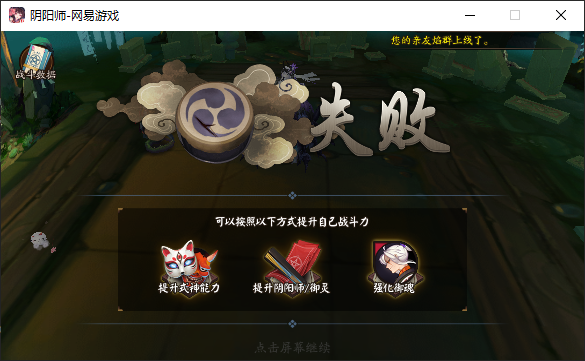 阴阳师-网易游戏
您的亲友焰群上线了。
战斗数据
失败
可以按照以下方式提升自己战斗力
提升式神能力
提升阴阳师/御灵
强化御魂
点击屏幕继续